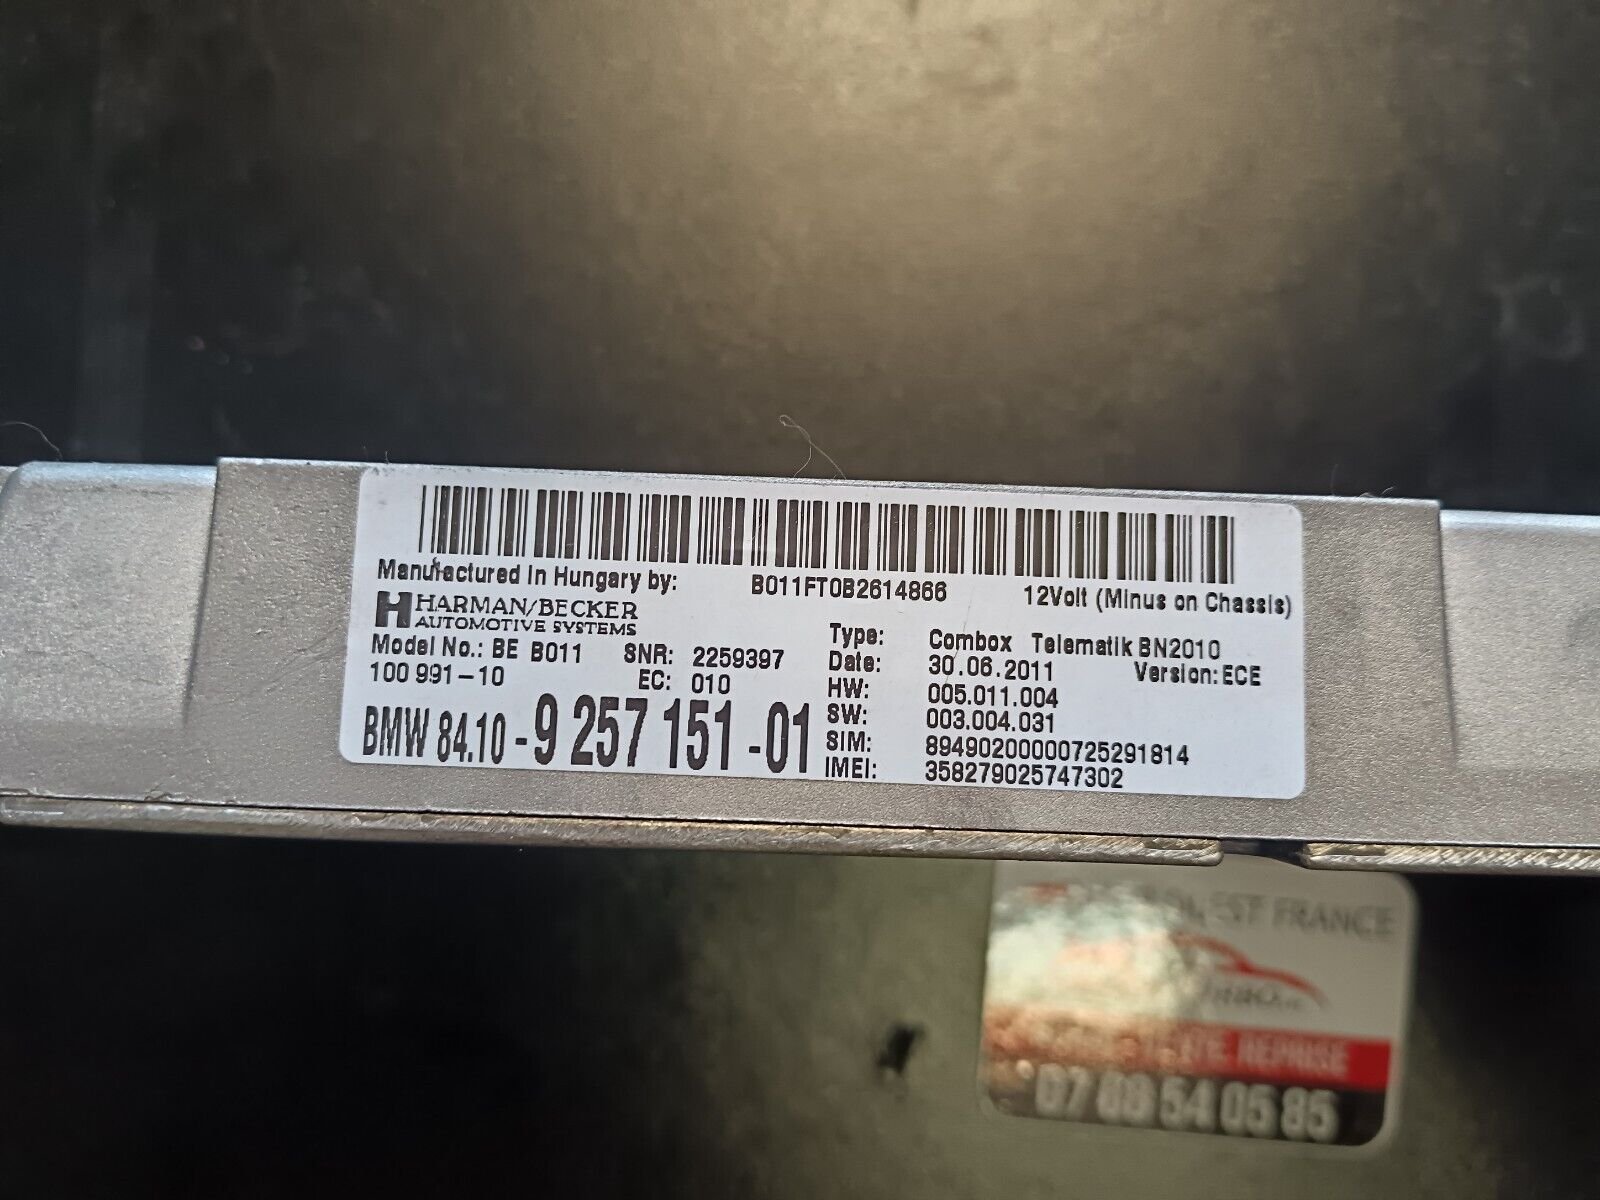 Manufactured in Hungary by: B011FT0B2614866 12Volt (Minus on Chassis)
HARMAN/BECKER
AUTOMOTIVE SYSTEMS
Model No.: BE B011 SNR: 2259397
100 991-10 EC: 010
BMW 84.10-9 257 151-01
Type: Combox Telematik BN2010
Date: 30.06.2011 Version: ECE
HW: 005.011.004
SW: 003.004.031
SIM: 89490200000725291814
IMEI: 358279025747302
FRANCE
REPRISE
07 88 54 05 85